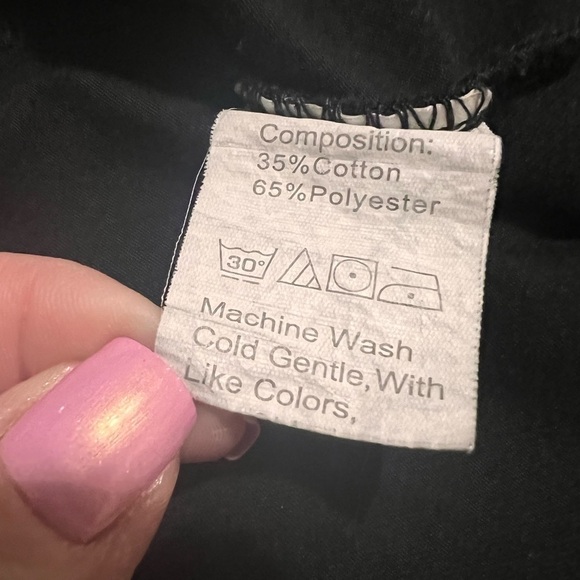 Composition:
35%Cotton
65%Polyester
30°
Machine Wash
Cold Gentle,With
Like Colors,